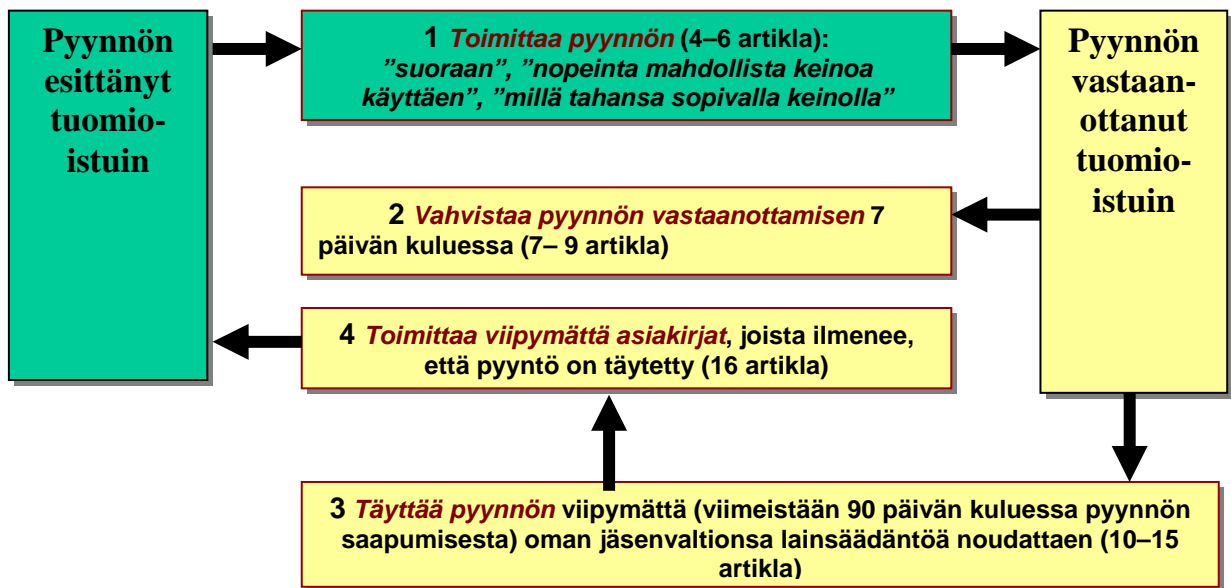 Pyynnön
esittänyt
tuomio-
istuin
1 Toimittaa pyynnön (4–6 artikla):
”suoraan”, ”nopeinta mahdollista keinoa
käyttäen”, ”millä tahansa sopivalla keinolla”
Pyynnön
vastaan-
ottanut
tuomio-
istuin
2 Vahvistaa pyynnön vastaanottamisen 7
päivän kuluessa (7– 9 artikla)
4 Toimittaa viipymättä asiakirjat, joista ilmenee,
että pyyntö on täytetty (16 artikla)
3 Täyttää pyynnön viipymättä (viimeistään 90 päivän kuluessa pyynnön
saapumisesta) oman jäsenvaltionsa lainsäädäntöä noudattaen (10–15
artikla)